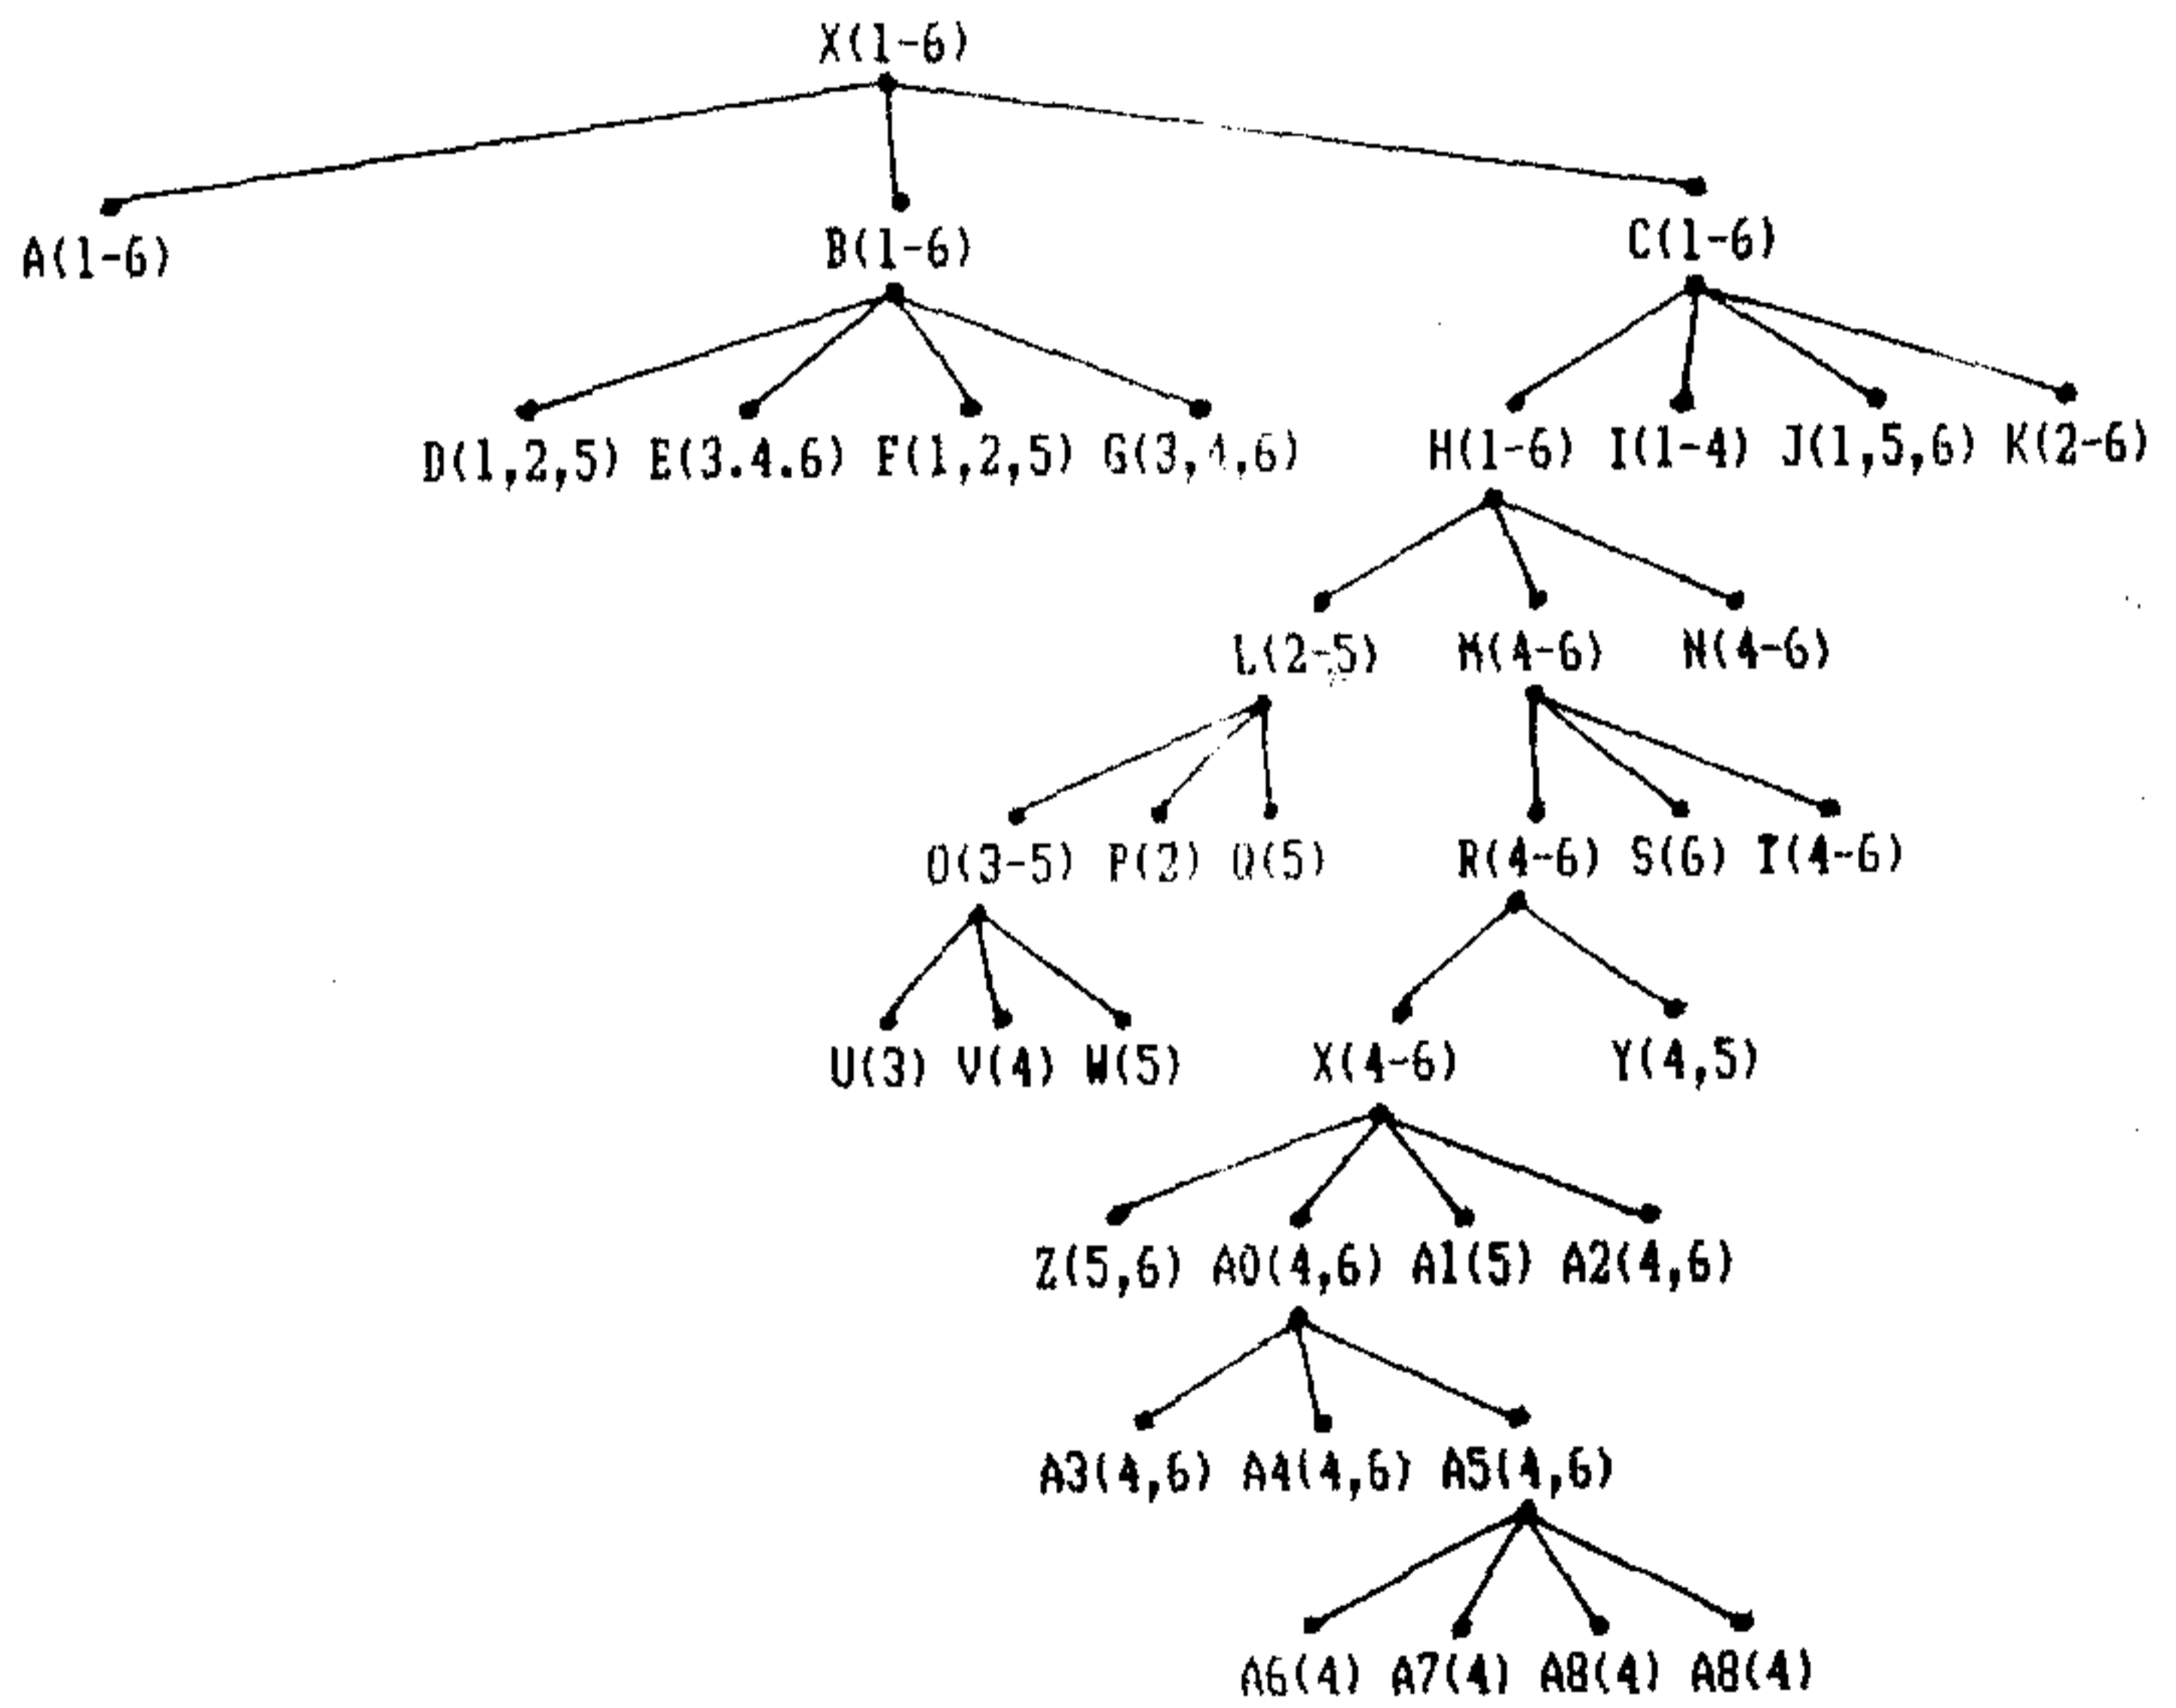 X(1-6)
A(1-6) B(1-6) C(1-6)
D(1,2,5) E(3.4.6) F(1,2,5) G(3,4,6) H(1-6) I(1-4) J(1,5,6) K(2-6)
L(2-5) M(4-6) N(4-6)
O(3-5) P(2) Q(5) R(4-6) S(6) T(4-6)
U(3) V(4) W(5) X(4-6) Y(4,5)
Z(5,6) A0(4,6) A1(5) A2(4,6)
A3(4,6) A4(4,6) A5(4,6)
A6(4) A7(4) A8(4) A8(4)